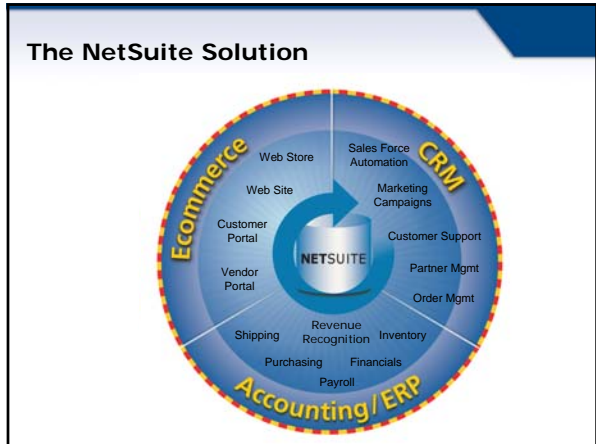 The NetSuite Solution
Ecommerce
Web Store
Web Site
Customer
Portal
Vendor
Portal
CRM
Sales Force
Automation
Marketing
Campaigns
Customer Support
Partner Mgmt
Order Mgmt
NETSUITE
Shipping
Revenue
Recognition
Inventory
Purchasing
Financials
Payroll
Accounting/ERP